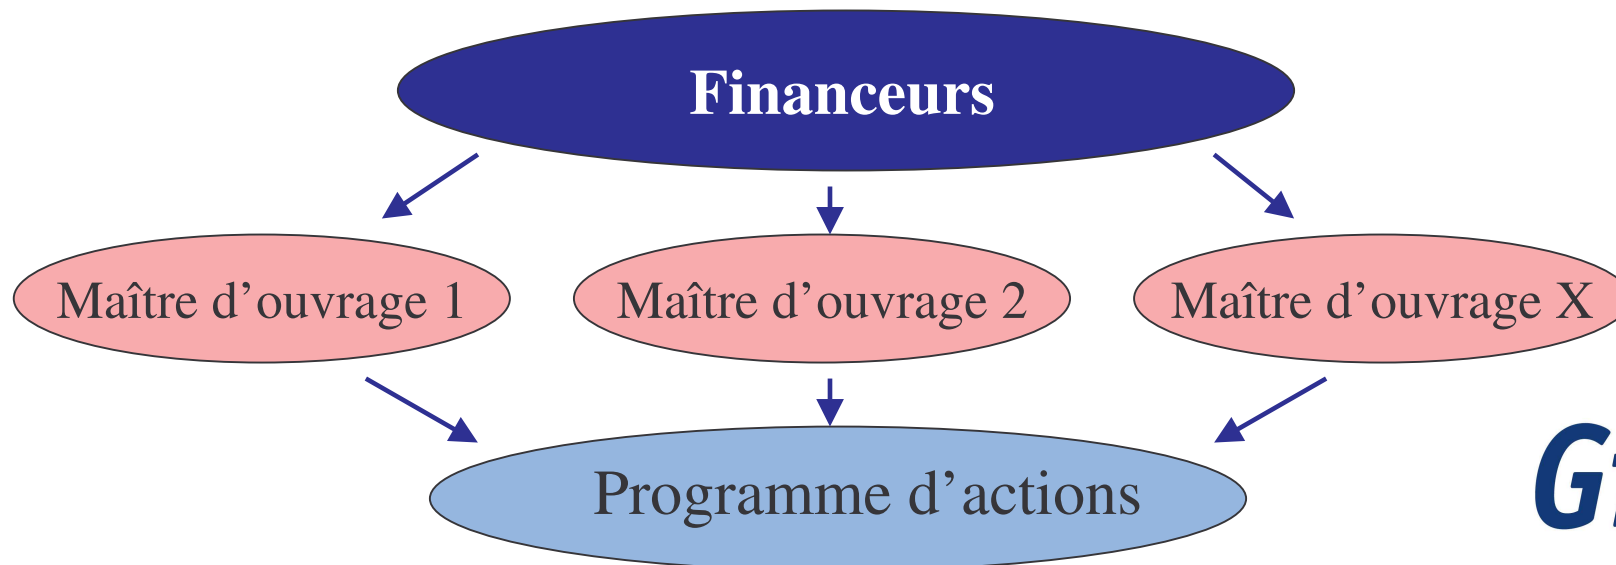 Financeurs
Maître d’ouvrage 1
Maître d’ouvrage 2
Maître d’ouvrage X
Programme d’actions